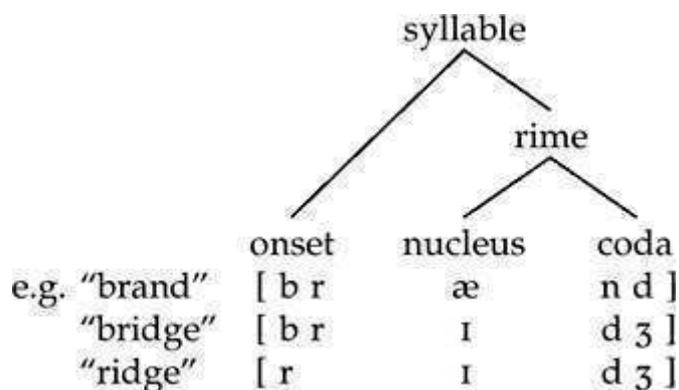 syllable
rime
onset nucleus coda
e.g. "brand" [ b r æ n d ]
"bridge" [ b r ɪ d ʒ ]
"ridge" [ r ɪ d ʒ ]